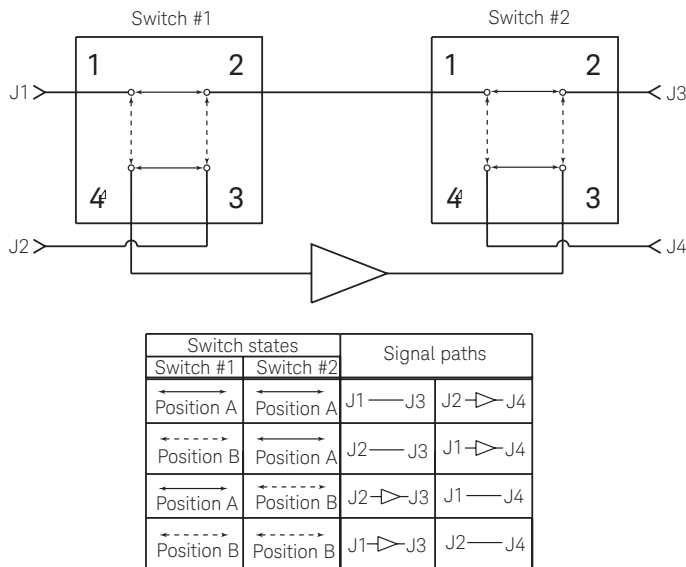 Switch #1
Switch #2
1 2
1 2
J1
J3
4 3
4 3
J2
J4
Switch states
Signal paths
Switch #1 Switch #2
Position A Position A J1 J3 J2 J4
Position B Position A J2 J3 J1 J4
Position A Position B J2 J3 J1 J4
Position B Position B J1 J3 J2 J4